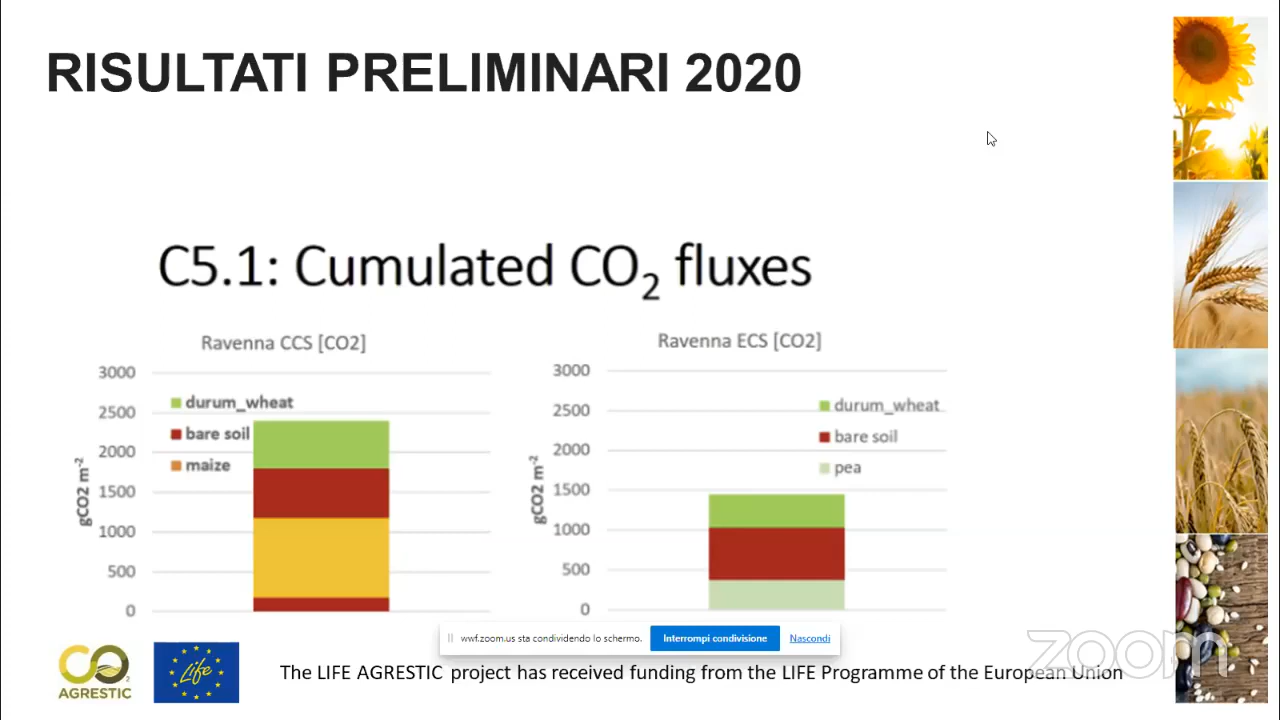 RISULTATI PRELIMINARI 2020
C5.1: Cumulated CO2 fluxes
Ravenna CCS [CO2]
3000
2500
2000
1500
1000
500
0
gCO2 m-2
durum_wheat
bare soil
maize
Ravenna ECS [CO2]
3000
2500
2000
1500
1000
500
0
gCO2 m-2
durum_wheat
bare soil
pea
wwf.zoom.us sta condividendo lo schermo.
Interrompi condivisione
Nascondi
zoom
CO2
AGRESTIC
Life
The LIFE AGRESTIC project has received funding from the LIFE Programme of the European Union